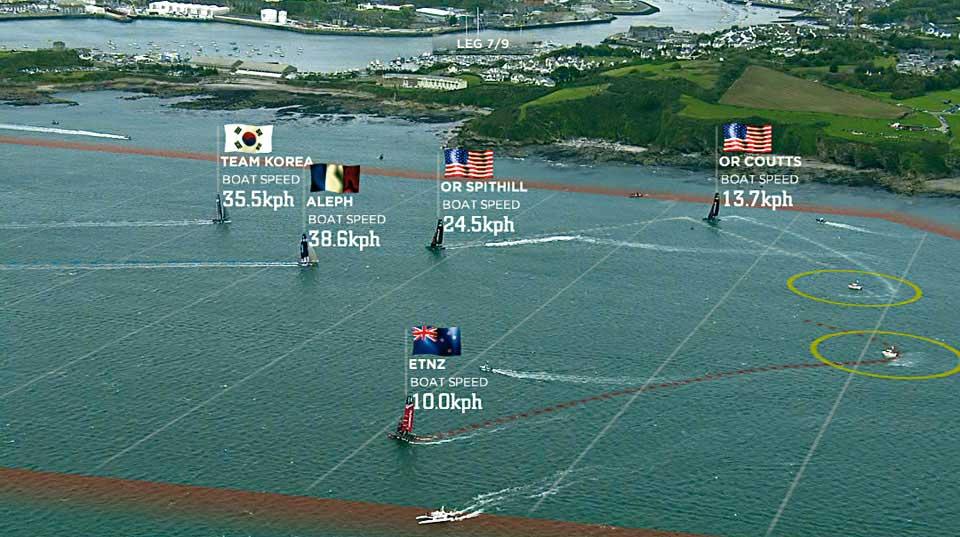 LEG 7/9
TEAM KOREA
BOAT SPEED
35.5kph
ALEPH
BOAT SPEED
38.6kph
OR SPITHILL
BOAT SPEED
24.5kph
OR COUTTS
BOAT SPEED
13.7kph
ETNZ
BOAT SPEED
10.0kph